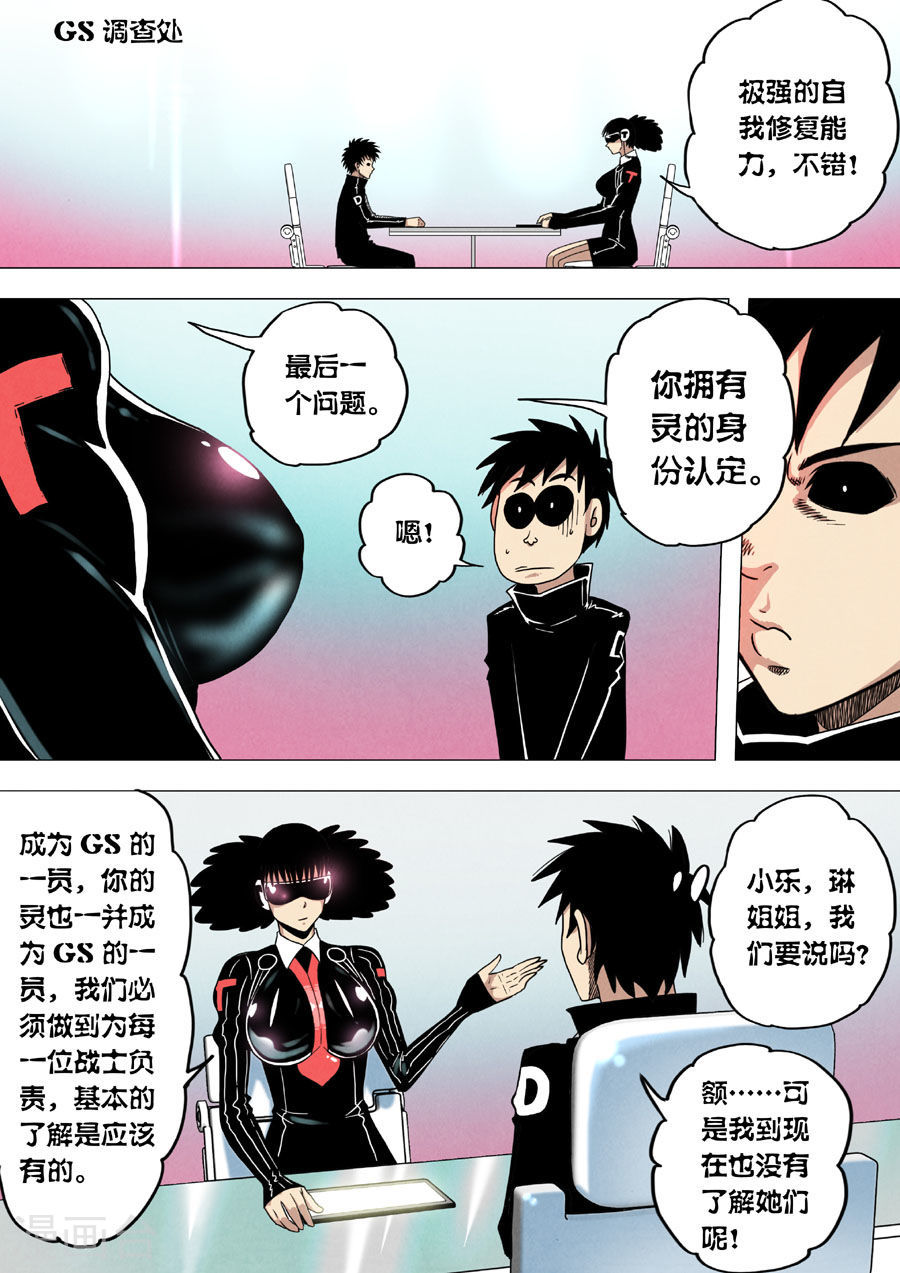 GS 调查处
极强的自
我修复能
力，不错！
最后一
个问题。
你拥有
灵的身
份认定。
嗯！
成为 GS 的
一员，你的
灵也一并成
为 GS 的一
员，我们必
须做到为每
一位战士负
责，基本的
了解是应该
有的。
小乐，琳
姐姐，我
们要说吗？
额……可
是我到现
在也没有
了解她们
呢！
T
D
T
T
D
T
D
漫画